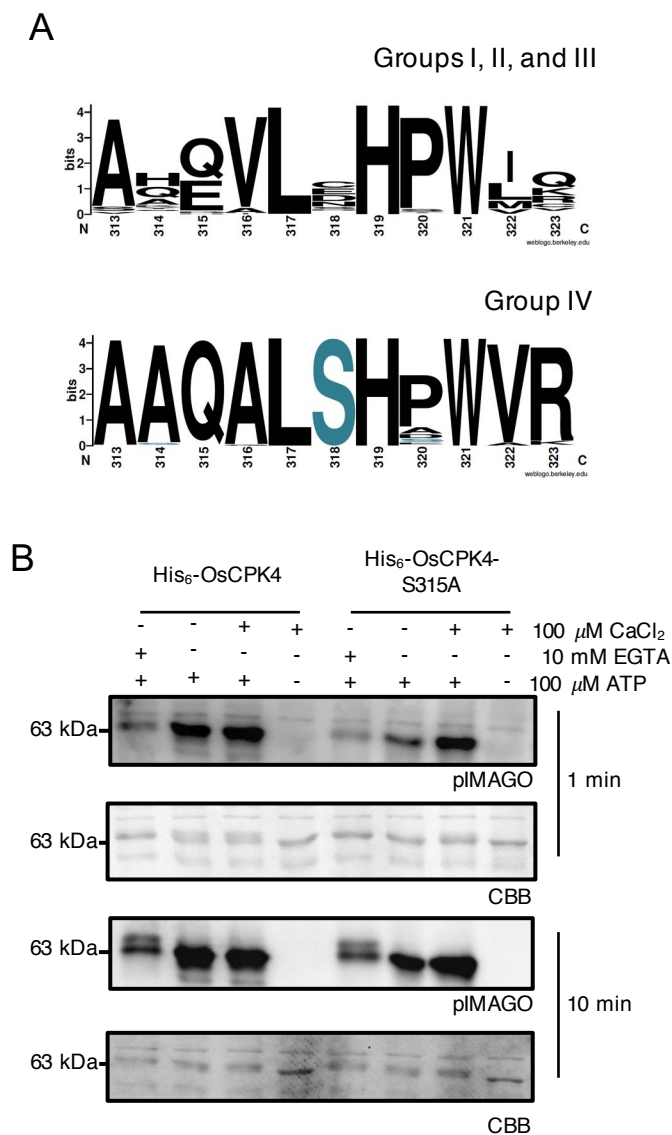 A
Groups I, II, and III
bits
4
3
2
1
0
N 313 314 315 316 317 318 319 320 321 322 323 C
weblogo.berkeley.edu
Group IV
bits
4
3
2
1
0
AAQALSHPWVR
N 313 314 315 316 317 318 319 320 321 322 323 C
weblogo.berkeley.edu
B
His₆-OsCPK4
His₆-OsCPK4-
S315A
- - + + - - + + 100 μM CaCl₂
+ - - - + - - - 10 mM EGTA
+ + + - + + + - 100 μM ATP
63 kDa
pIMAGO
1 min
63 kDa
CBB
63 kDa
pIMAGO
10 min
63 kDa
CBB